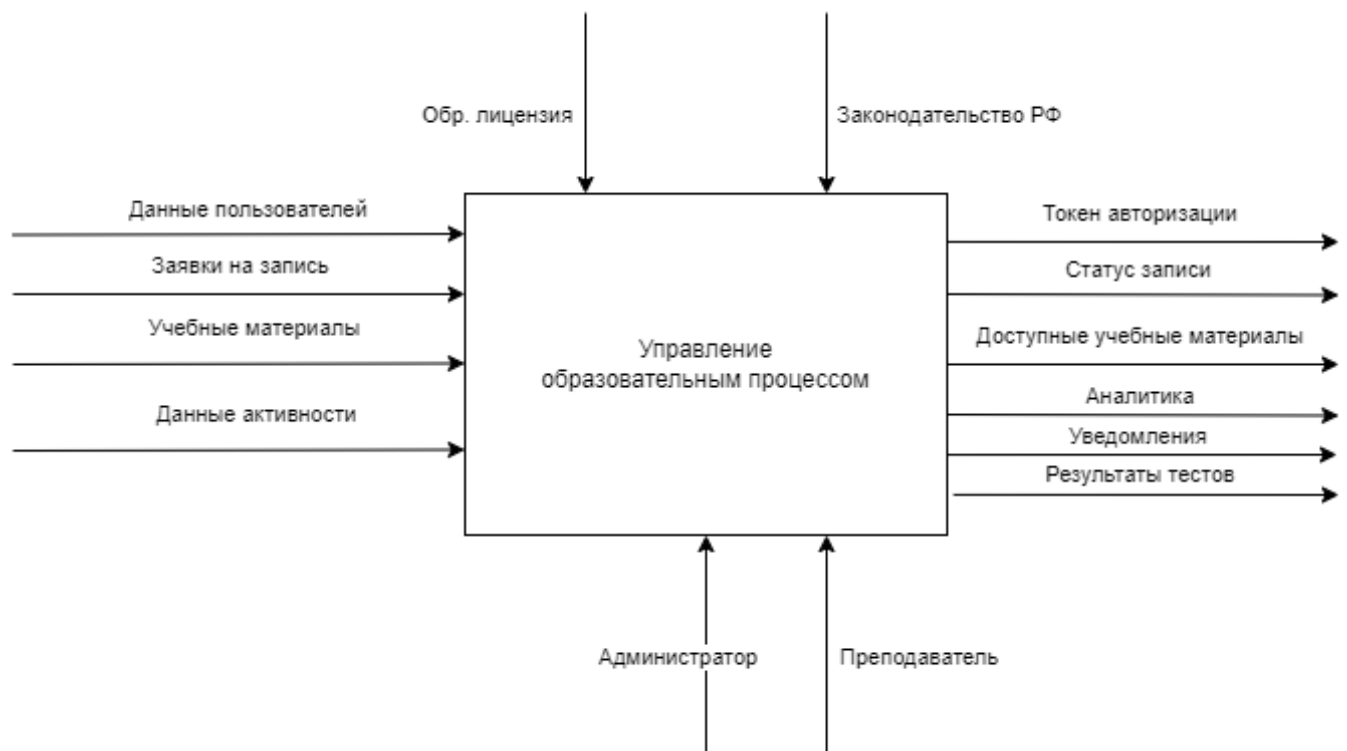 Обр. лицензия
Законодательство РФ
Данные пользователей
Заявки на запись
Учебные материалы
Данные активности
Управление
образовательным процессом
Токен авторизации
Статус записи
Доступные учебные материалы
Аналитика
Уведомления
Результаты тестов
Администратор
Преподаватель